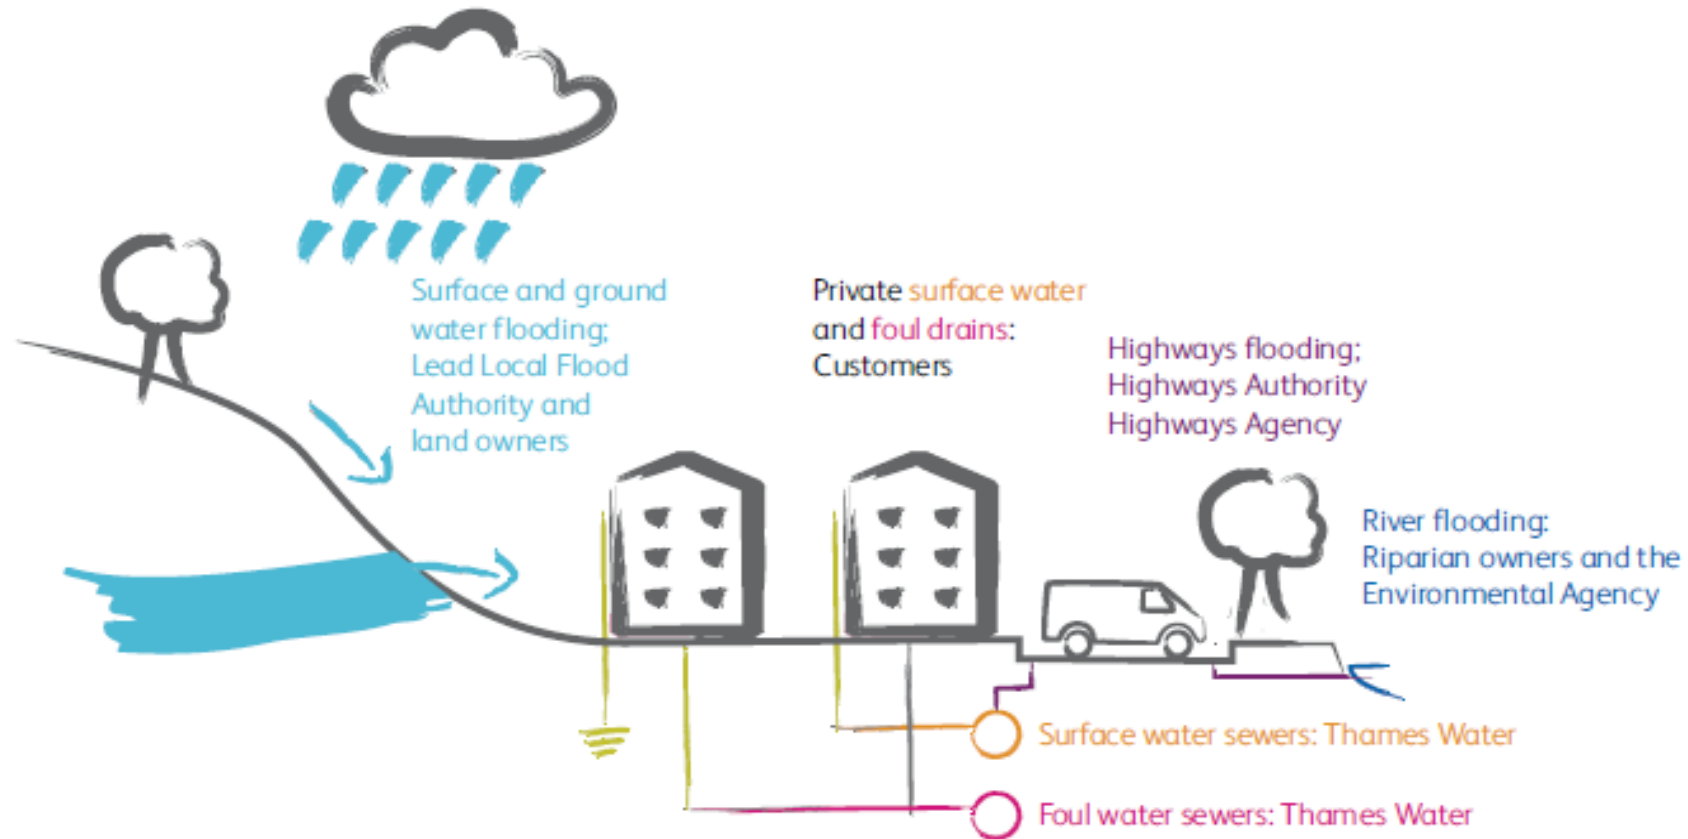 Surface and ground
water flooding;
Lead Local Flood
Authority and
land owners
Private surface water
and foul drains:
Customers
Highways flooding;
Highways Authority
Highways Agency
River flooding:
Riparian owners and the
Environmental Agency
Surface water sewers: Thames Water
Foul water sewers: Thames Water